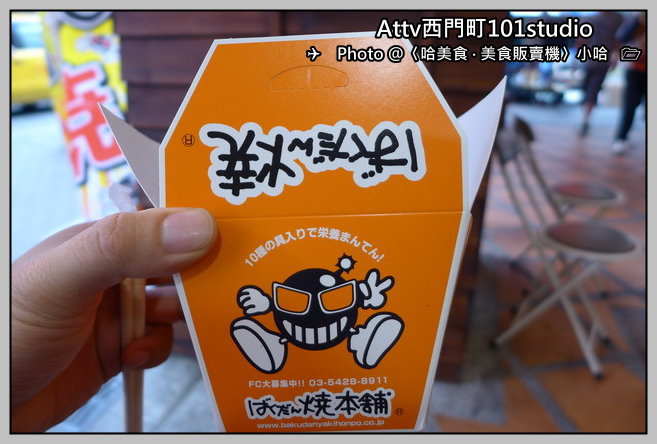 Attv西門町101studio
✈ Photo @〈哈美食‧美食販賣機〉小哈
ばくだん焼
R
10種の具入りで栄養まんてん!
FC大募集中!! 03-5428-8911
ばくだん焼本舗
R
www.bakudanyakihonpo.co.jp
焼